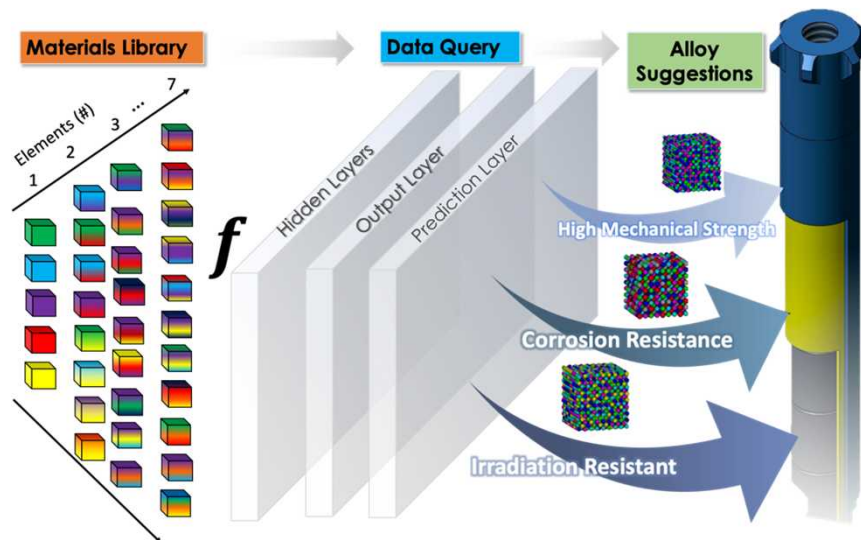 Materials Library
Data Query
Alloy
Suggestions
Elements (#)
1
2
3
...
7
f
Hidden Layers
Output Layer
Prediction Layer
High Mechanical Strength
Corrosion Resistance
Irradiation Resistant